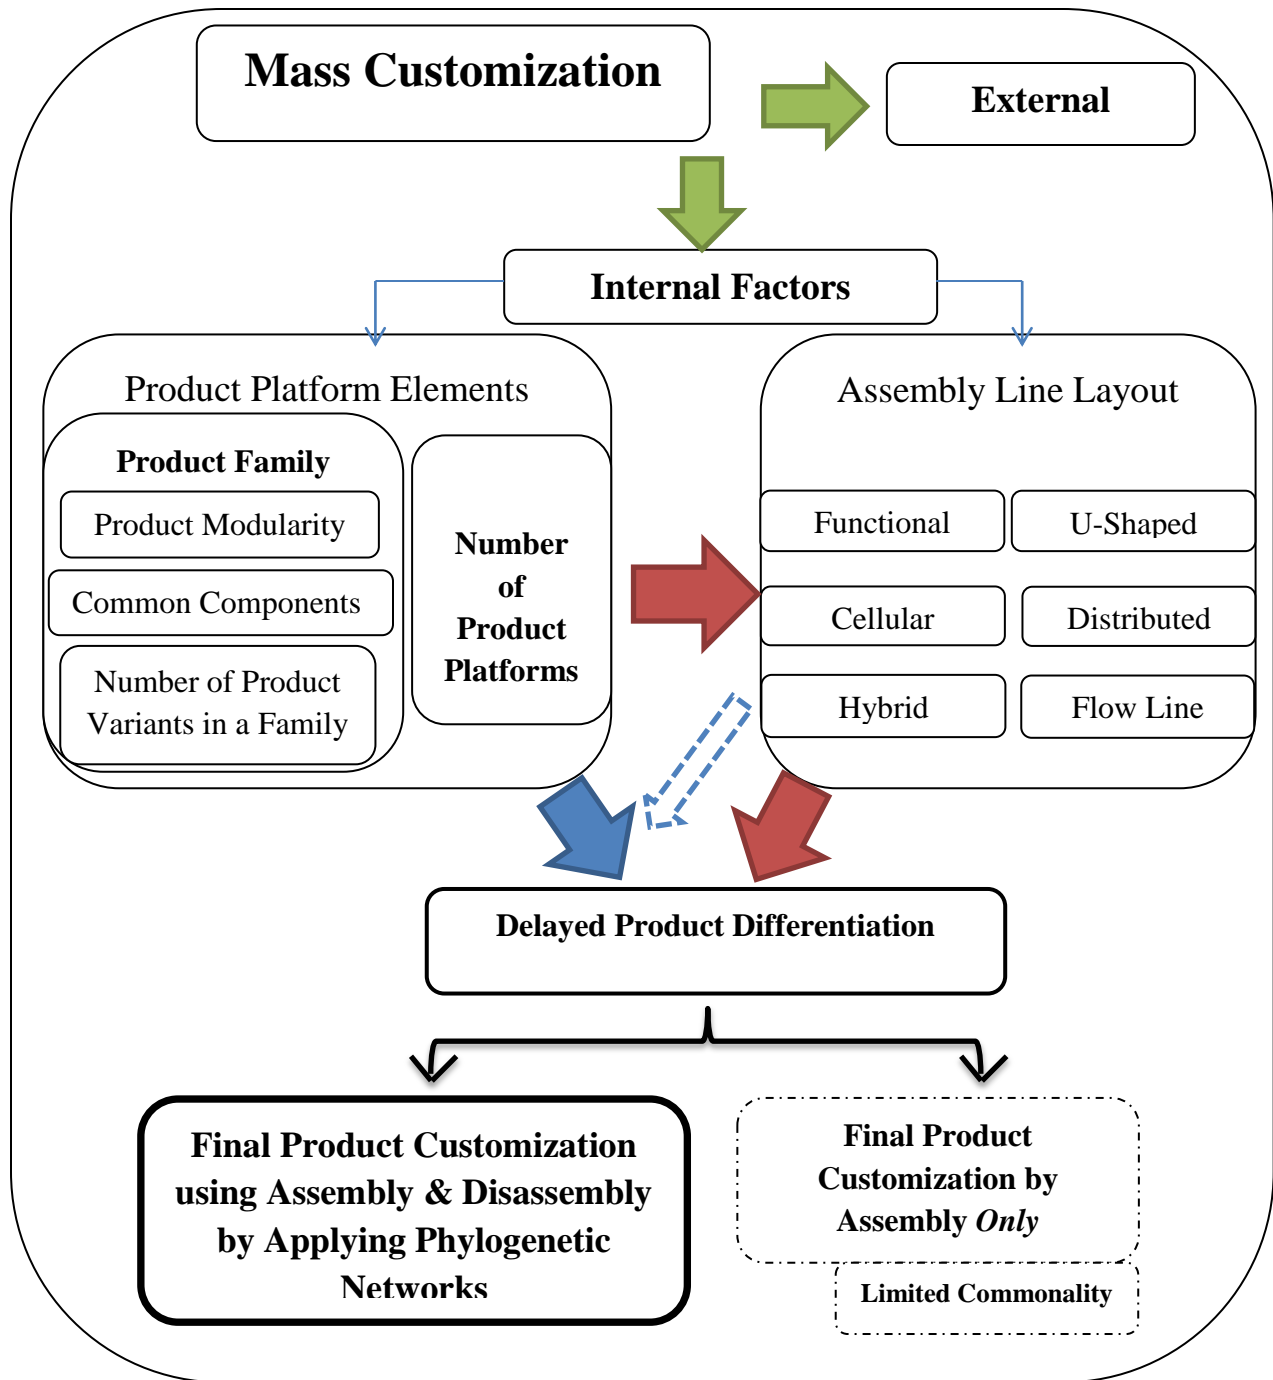 Mass Customization
External
Internal Factors
Product Platform Elements
Product Family
Product Modularity
Common Components
Number of Product
Variants in a Family
Number
of
Product
Platforms
Assembly Line Layout
Functional
U-Shaped
Cellular
Distributed
Hybrid
Flow Line
Delayed Product Differentiation
Final Product Customization
using Assembly & Disassembly
by Applying Phylogenetic
Networks
Final Product
Customization by
Assembly Only
Limited Commonality